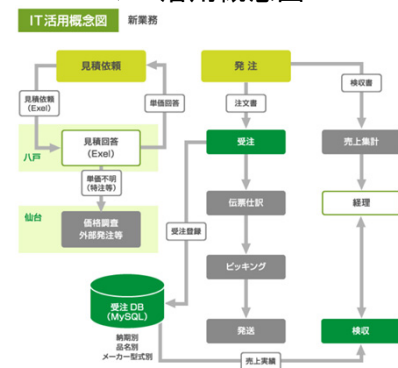 IT活用概念図
新業務
見積依頼
発 注
見積依頼
(Exel)
単価回答
注文書
検収書
見積回答
(Exel)
八戸
受注
売上集計
単価不明
(特注等)
仙台
価格調査
外部発注等
伝票仕訳
経理
受注登録
ピッキング
受注 DB
(MySQL)
発送
検収
納期別
品名別
メーカー型式別
売上実績